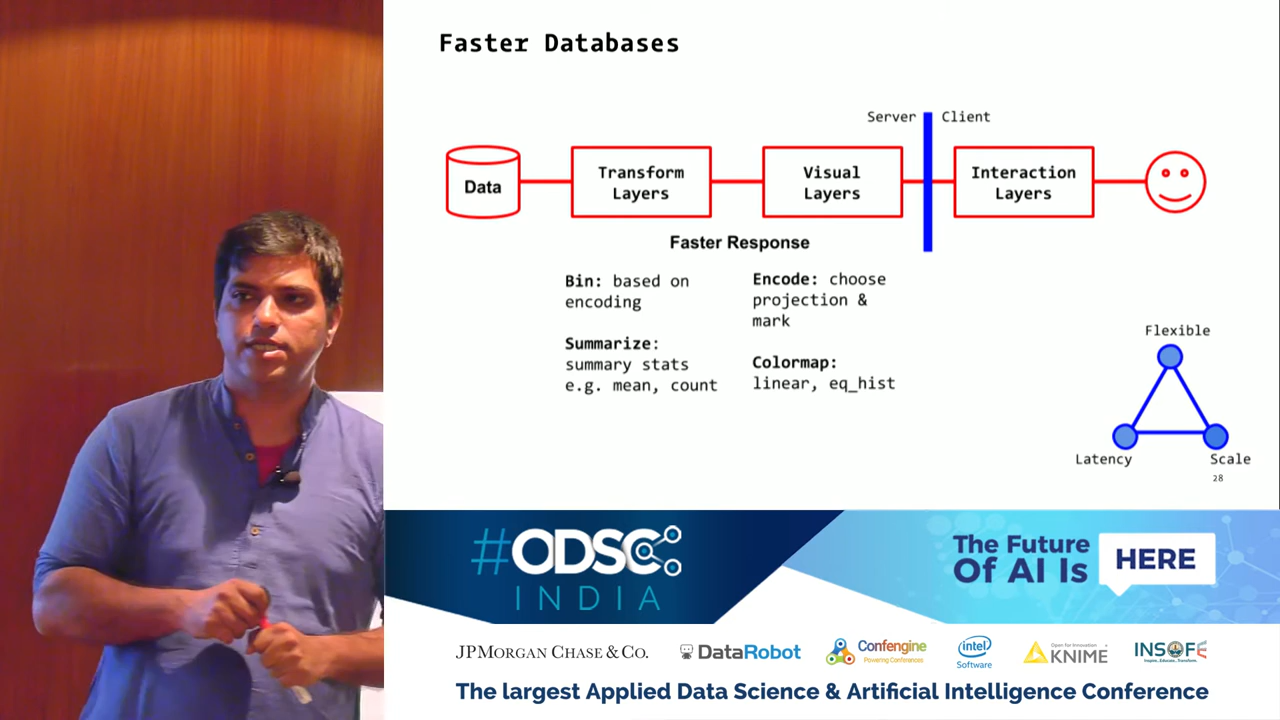 Faster Databases
Server
Client
Data
Transform
Layers
Visual
Layers
Interaction
Layers
Faster Response
Bin: based on
encoding
Summarize:
summary stats
e.g. mean, count
Encode: choose
projection &
mark
Colormap:
linear, eq_hist
Flexible
Latency
Scale
28
#ODSC
INDIA
The Future
Of AI Is
HERE
JPMORGAN CHASE & CO.
DataRobot
Confengine
Powering Conferences
intel
Software
Open for Innovation
KNIME
INSOFE
Inspire...Educate...Transform.
The largest Applied Data Science & Artificial Intelligence Conference